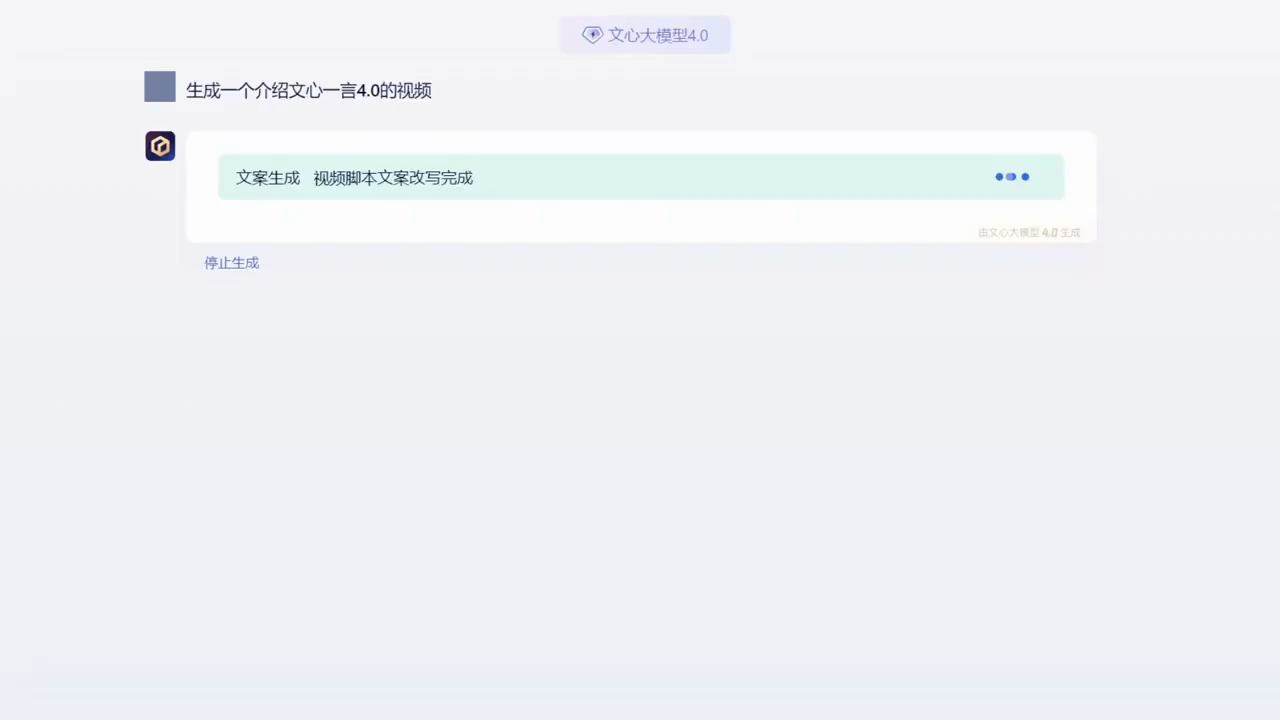 文心大模型4.0
生成一个介绍文心一言4.0的视频
文案生成 视频脚本文案改写完成
由文心大模型 4.0 生成
停止生成